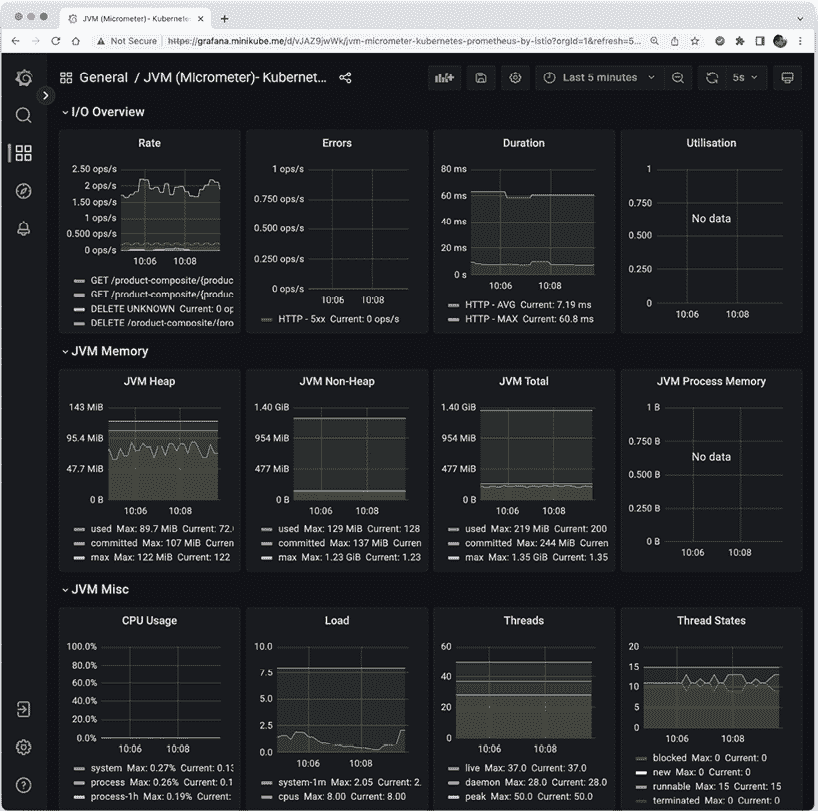 JVM (Micrometer)- Kubernete
Not Secure https://grafana.minikube.me/d/vJAZ9jwWk/jvm-micrometer-kubernetes-prometheus-by-istio?orgId=1&refresh=5...
General / JVM (Micrometer)- Kubernet...
Last 5 minutes
5s
I/O Overview
Rate
2.50 ops/s
2 ops/s
1.50 ops/s
1 ops/s
0.500 ops/s
0 ops/s
10:06 10:08
GET /product-composite/{produc
GET /product-composite/{produc
DELETE UNKNOWN Current: 0 op
DELETE /product-composite/{pro
Errors
1 ops/s
0.750 ops/s
0.500 ops/s
0.250 ops/s
0 ops/s
10:06 10:08
HTTP - 5xx Current: 0 ops/s
Duration
80 ms
60 ms
40 ms
20 ms
0 s
10:06 10:08
HTTP - AVG Current: 7.19 ms
HTTP - MAX Current: 60.8 ms
Utilisation
1
0.750
0.500
0.250
0
No data
10:06 10:08
JVM Memory
JVM Heap
143 MiB
95.4 MiB
47.7 MiB
0 B
10:06 10:08
used Max: 89.7 MiB Current: 72.
committed Max: 107 MiB Curren
max Max: 122 MiB Current: 122
JVM Non-Heap
1.40 GiB
954 MiB
477 MiB
0 B
10:06 10:08
used Max: 129 MiB Current: 128
committed Max: 137 MiB Curren
max Max: 1.23 GiB Current: 1.23
JVM Total
1.40 GiB
954 MiB
477 MiB
0 B
10:06 10:08
used Max: 219 MiB Current: 200
committed Max: 244 MiB Curren
max Max: 1.35 GiB Current: 1.35
JVM Process Memory
1 B
0.750 B
0.500 B
0.250 B
0 B
No data
10:06 10:08
JVM Misc
CPU Usage
100.0%
80.0%
60.0%
40.0%
20.0%
0.0%
10:06 10:08
system Max: 0.27% Current: 0.13
process Max: 0.26% Current: 0.1
process-1h Max: 0.19% Curren
Load
10.0
7.5
5.0
2.5
0.0
10:06 10:08
system-1m Max: 2.05 Current: 2.
cpus Max: 8.00 Current: 8.00
Threads
60
40
20
0
10:06 10:08
live Max: 37.0 Current: 37.0
daemon Max: 28.0 Current: 28.0
peak Max: 50.0 Current: 50.0
Thread States
20
15
10
5
0
10:06 10:08
blocked Max: 0 Current: 0
new Max: 0 Current: 0
runnable Max: 15 Current: 15
terminated Max: 0 Current: 0